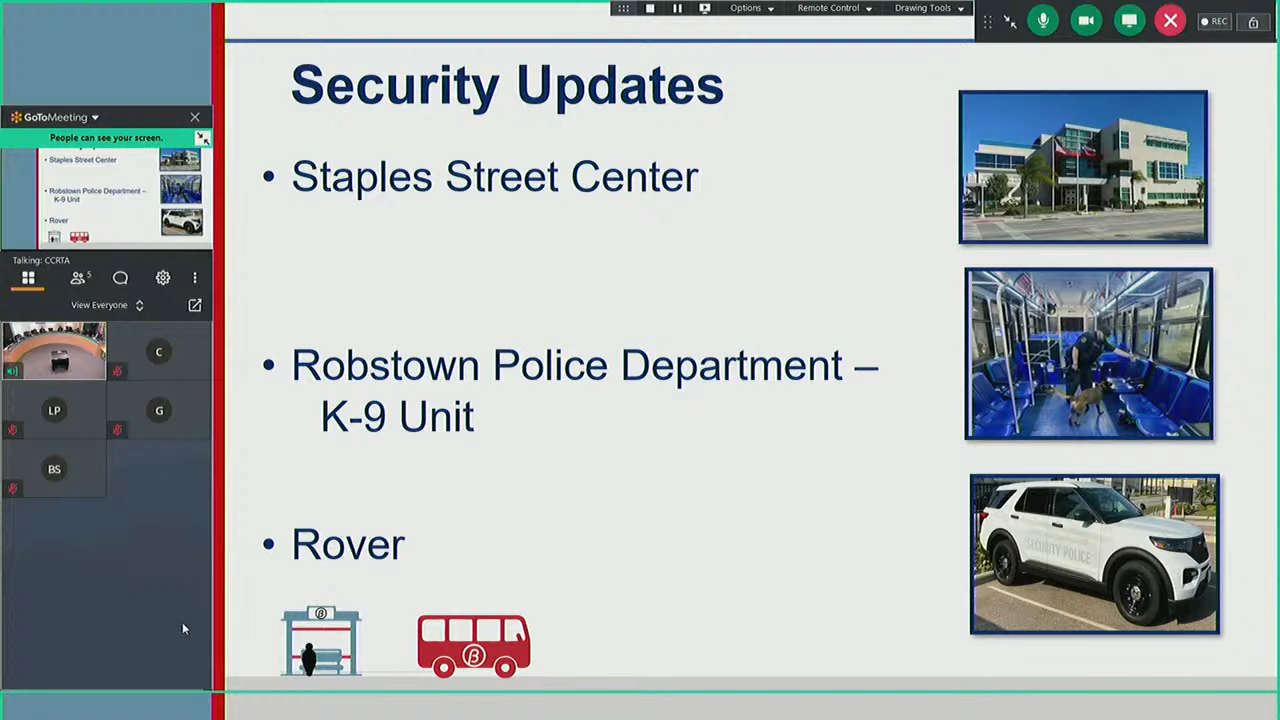 Options
Remote Control
Drawing Tools
REC
GoToMeeting
People can see your screen.
• Staples Street Center
• Robstown Police Department –
K-9 Unit
• Rover
Talking: CCRTA
5
View Everyone
C
LP
G
BS
Security Updates
• Staples Street Center
• Robstown Police Department –
K-9 Unit
• Rover
SECURITY POLICE